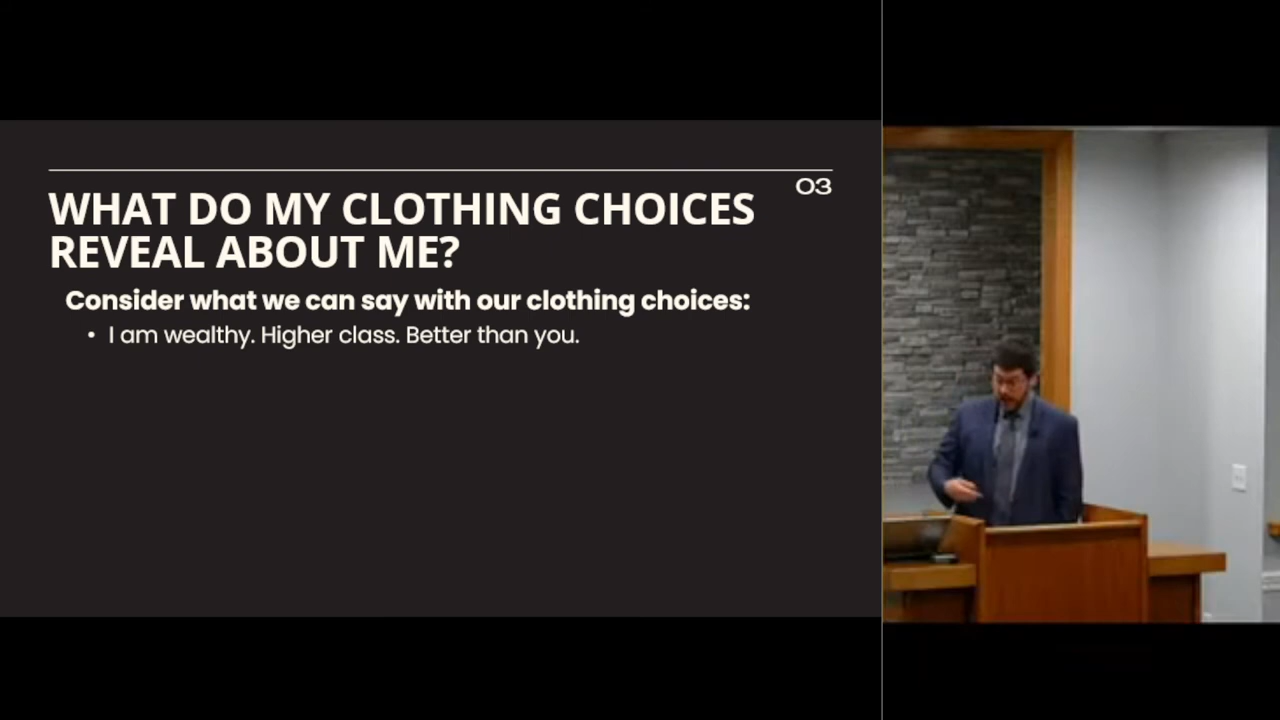 03
WHAT DO MY CLOTHING CHOICES
REVEAL ABOUT ME?
Consider what we can say with our clothing choices:
• I am wealthy. Higher class. Better than you.